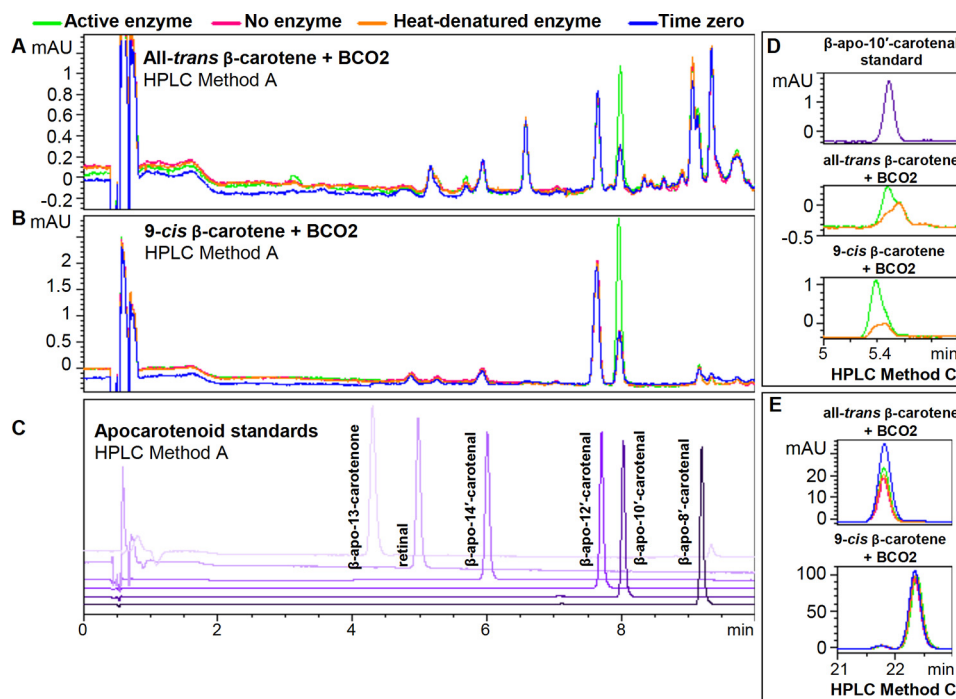 Active enzyme No enzyme Heat-denatured enzyme Time zero
A
mAU
All-trans β-carotene + BCO2
HPLC Method A
1
0.8
0.6
0.4
0.2
0
-0.2
B
mAU
9-cis β-carotene + BCO2
HPLC Method A
2
1.5
1
0.5
0
C
Apocarotenoid standards
HPLC Method A
β-apo-13-carotenone
retinal
β-apo-14′-carotenal
β-apo-12′-carotenal
β-apo-10′-carotenal
β-apo-8′-carotenal
0 2 4 6 8 min
D
β-apo-10′-carotenal
standard
mAU
1
0
all-trans β-carotene
+ BCO2
0
-0.5
9-cis β-carotene
+ BCO2
1
0
5 5.4 min
HPLC Method C
E
all-trans β-carotene
+ BCO2
mAU
20
10
0
9-cis β-carotene
+ BCO2
100
50
0
21 22 min
HPLC Method C